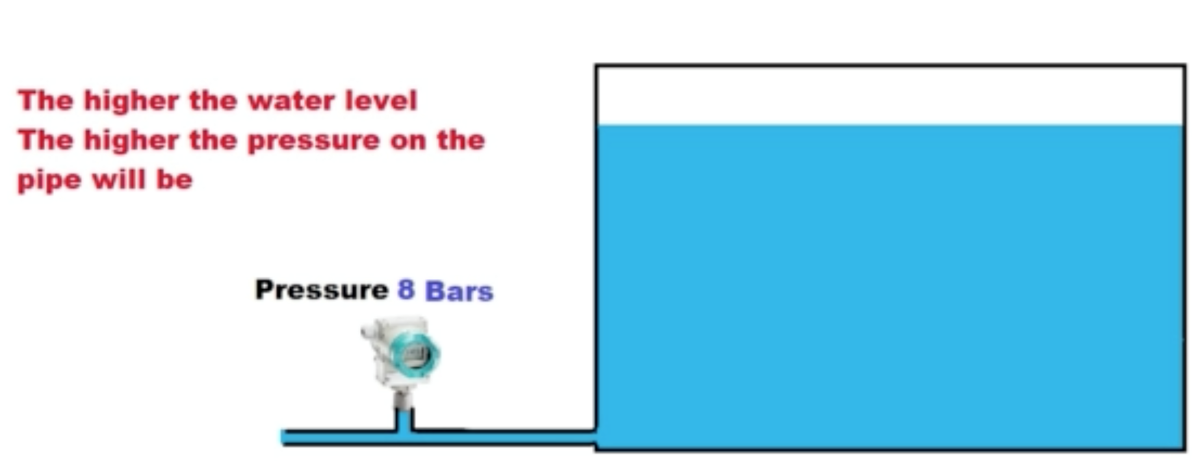 The higher the water level
The higher the pressure on the
pipe will be
Pressure 8 Bars